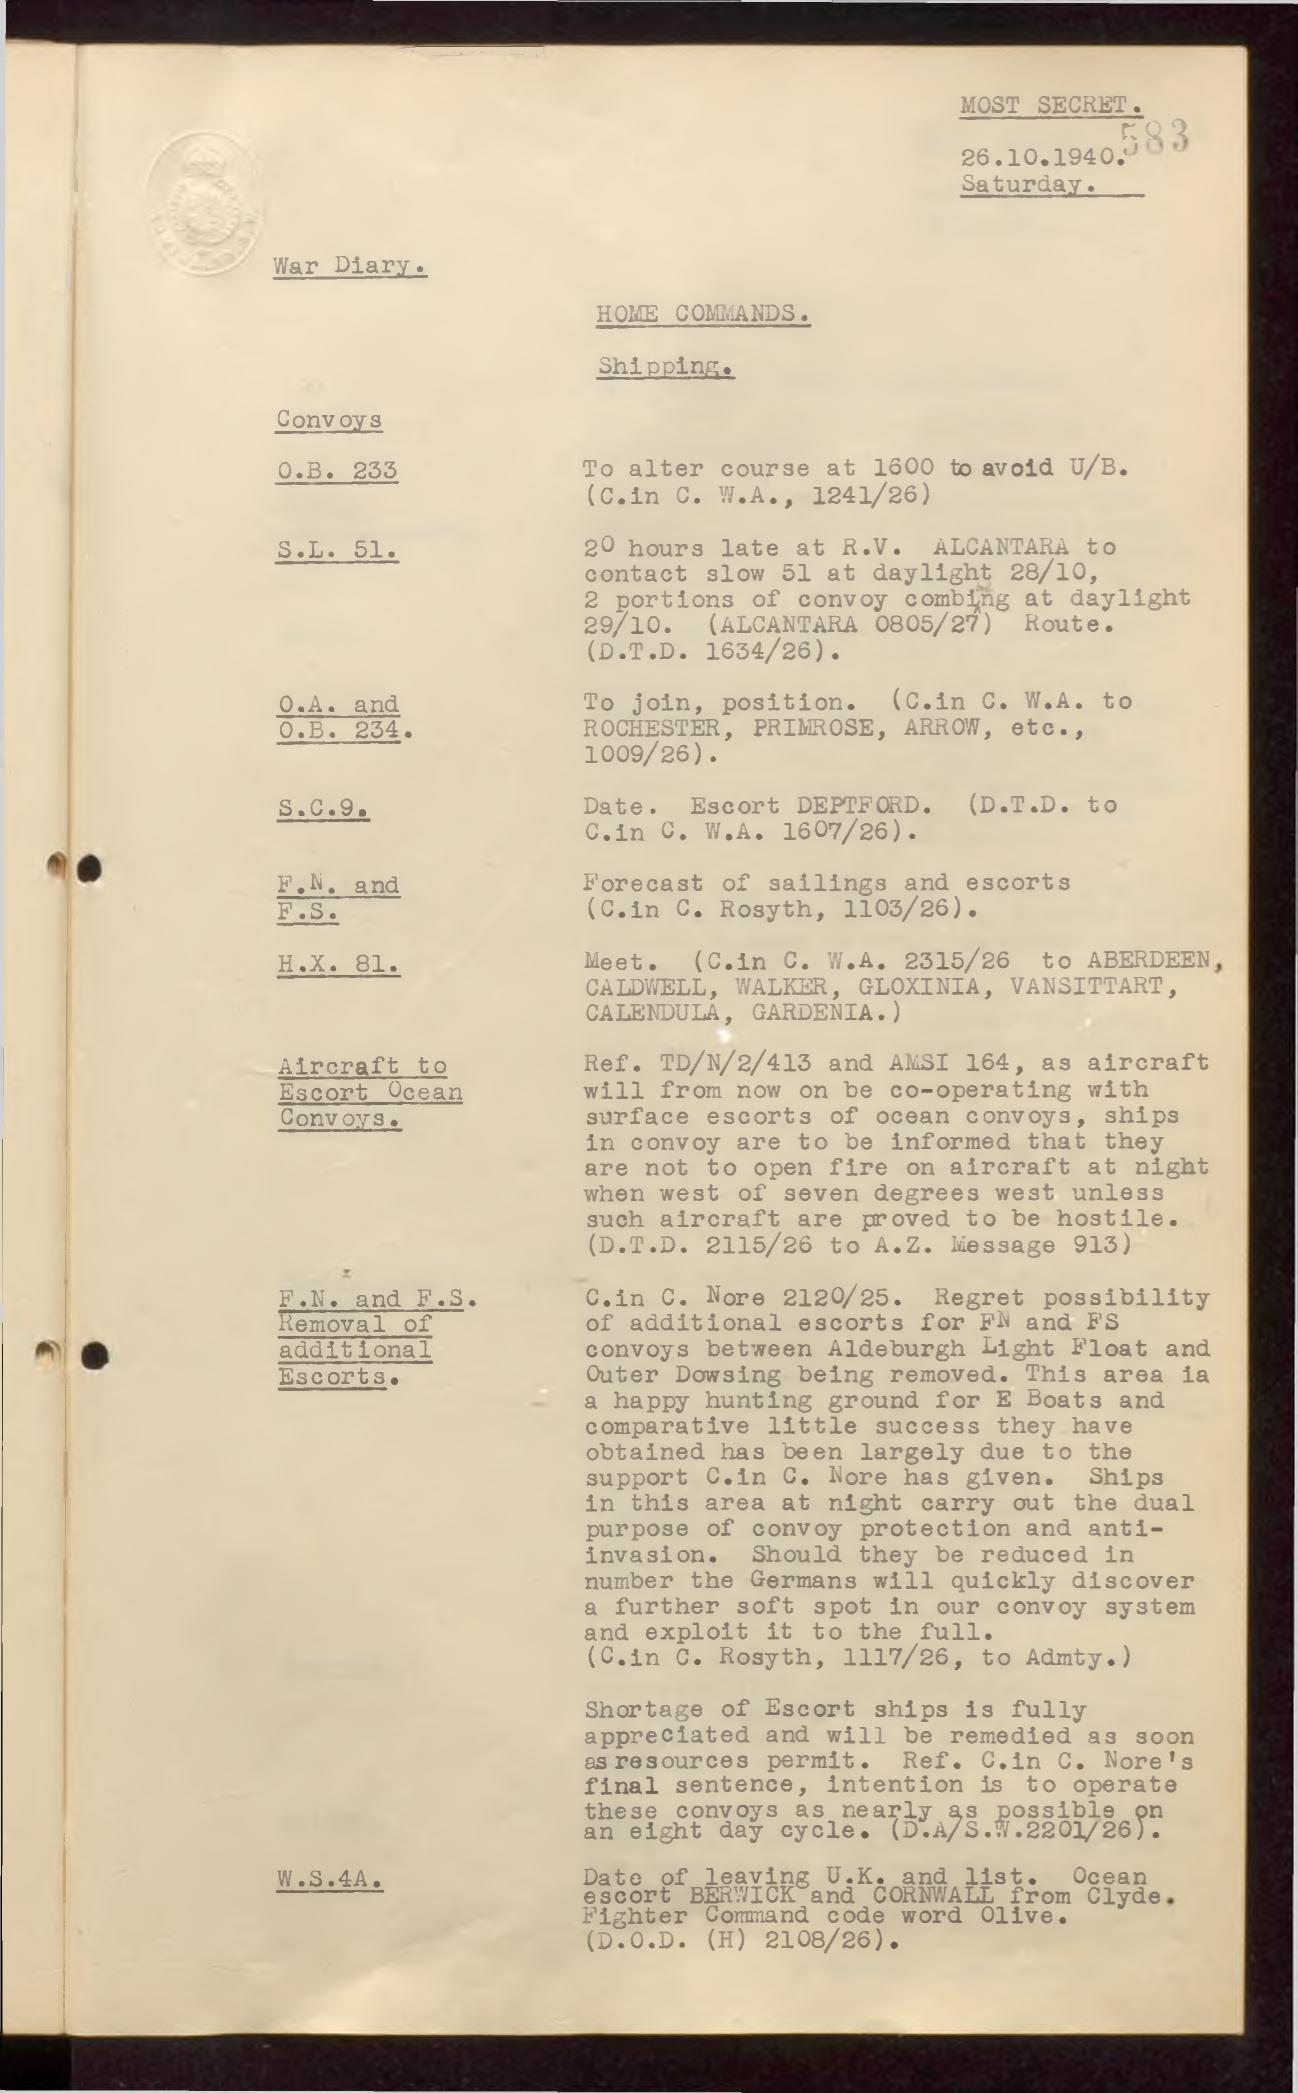 MOST SECRET.
583
26.10.1940.
Saturday.
War Diary.
HOME COMMANDS.
Shipping.
Convoys
O.B. 233
To alter course at 1600 to avoid U/B.
(C.in C. W.A., 1241/26)
S.L. 51.
20 hours late at R.V. ALCANTARA to
contact slow 51 at daylight 28/10,
2 portions of convoy combing at daylight
29/10. (ALCANTARA 0805/27) Route.
(D.T.D. 1634/26).
O.A. and
O.B. 234.
To join, position. (C.in C. W.A. to
ROCHESTER, PRIMROSE, ARROW, etc.,
1009/26).
S.C.9.
Date. Escort DEPTFORD. (D.T.D. to
C.in C. W.A. 1607/26).
F.N. and
F.S.
Forecast of sailings and escorts
(C.in C. Rosyth, 1103/26).
H.X. 81.
Meet. (C.in C. W.A. 2315/26 to ABERDEEN,
CALDWELL, WALKER, GLOXINIA, VANSITTART,
CALENDULA, GARDENIA.)
Aircraft to
Escort Ocean
Convoys.
Ref. TD/N/2/413 and AMSI 164, as aircraft
will from now on be co-operating with
surface escorts of ocean convoys, ships
in convoy are to be informed that they
are not to open fire on aircraft at night
when west of seven degrees west unless
such aircraft are proved to be hostile.
(D.T.D. 2115/26 to A.Z. Message 913)
F.N. and F.S.
Removal of
additional
Escorts.
C.in C. Nore 2120/25. Regret possibility
of additional escorts for FN and FS
convoys between Aldeburgh Light Float and
Outer Dowsing being removed. This area ia
a happy hunting ground for E Boats and
comparative little success they have
obtained has been largely due to the
support C.in C. Nore has given. Ships
in this area at night carry out the dual
purpose of convoy protection and anti-
invasion. Should they be reduced in
number the Germans will quickly discover
a further soft spot in our convoy system
and exploit it to the full.
(C.in C. Rosyth, 1117/26, to Admty.)
Shortage of Escort ships is fully
appreciated and will be remedied as soon
as resources permit. Ref. C.in C. Nore's
final sentence, intention is to operate
these convoys as nearly as possible on
an eight day cycle. (D.A/S.W.2201/26).
W.S.4A.
Date of leaving U.K. and list. Ocean
escort BERWICK and CORNWALL from Clyde.
Fighter Command code word Olive.
(D.O.D. (H) 2108/26).